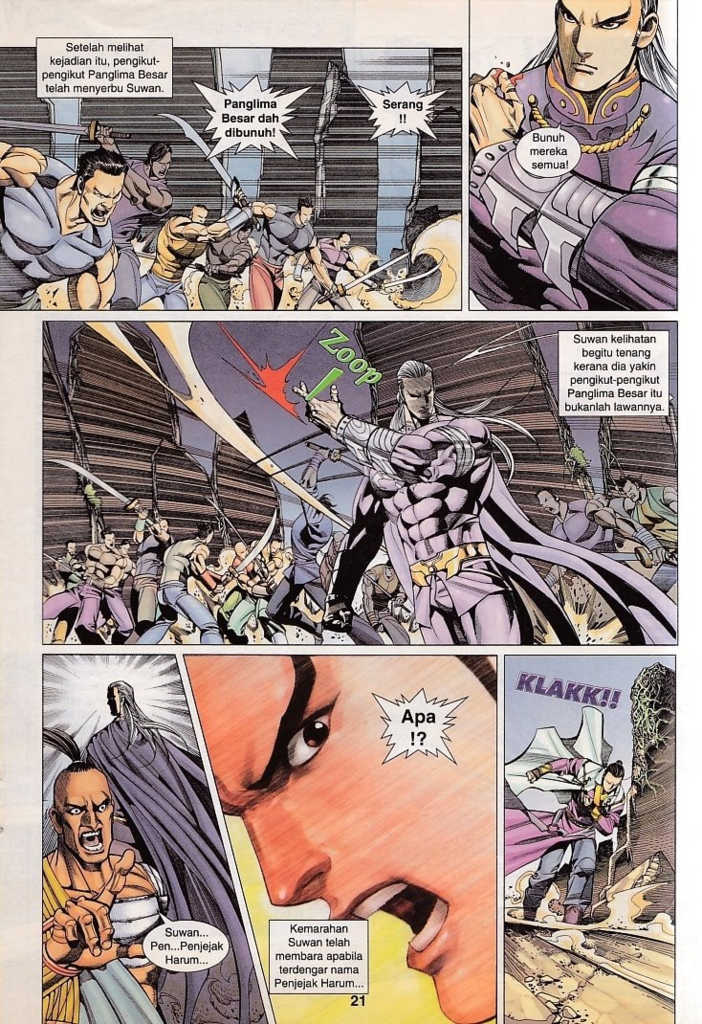 Setelah melihat
kejadian itu, pengikut-
pengikut Panglima Besar
telah menyerbu Suwan.
Panglima
Besar dah
dibunuh!
Serang
!!
Bunuh
mereka
semua!
Zoop
!
Suwan kelihatan
begitu tenang
kerana dia yakin
pengikut-pengikut
Panglima Besar itu
bukanlah lawannya.
Suwan...
Pen...Penjejak
Harum...
Apa
!?
Kemarahan
Suwan telah
membara apabila
terdengar nama
Penjejak Harum...
KLAKK!!
21